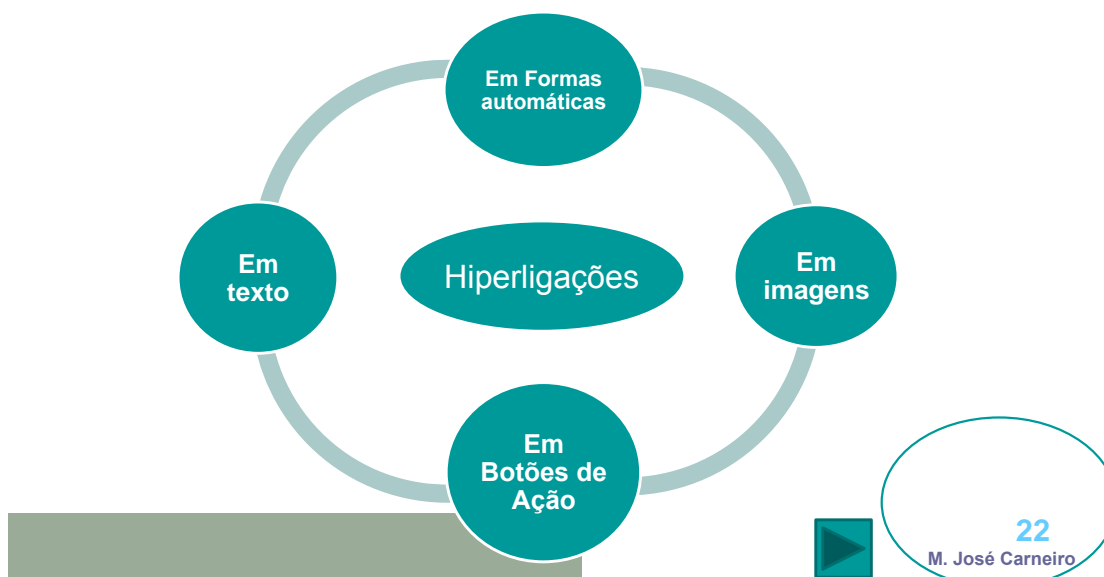 Em Formas
automáticas
Em
texto
Hiperligações
Em
imagens
Em
Botões de
Ação
22
M. José Carneiro